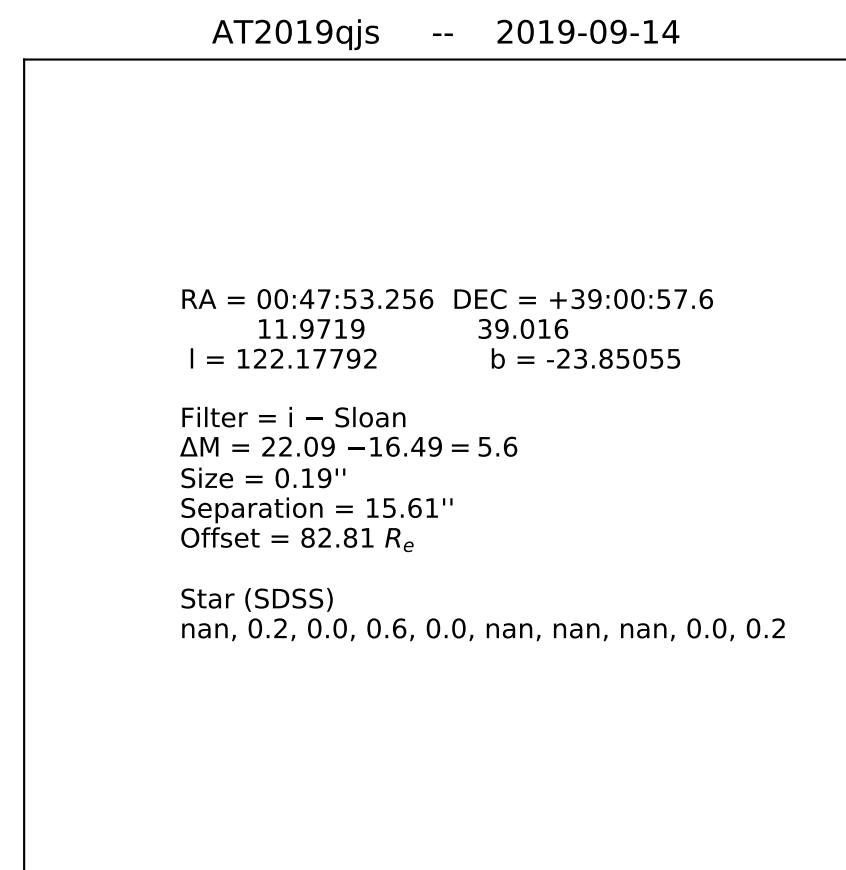 AT2019qjs -- 2019-09-14
RA = 00:47:53.256 DEC = +39:00:57.6
11.9719 39.016
l = 122.17792 b = -23.85055
Filter = i − Sloan
ΔM = 22.09 −16.49 = 5.6
Size = 0.19''
Separation = 15.61''
Offset = 82.81 Rₑ
Star (SDSS)
nan, 0.2, 0.0, 0.6, 0.0, nan, nan, nan, 0.0, 0.2